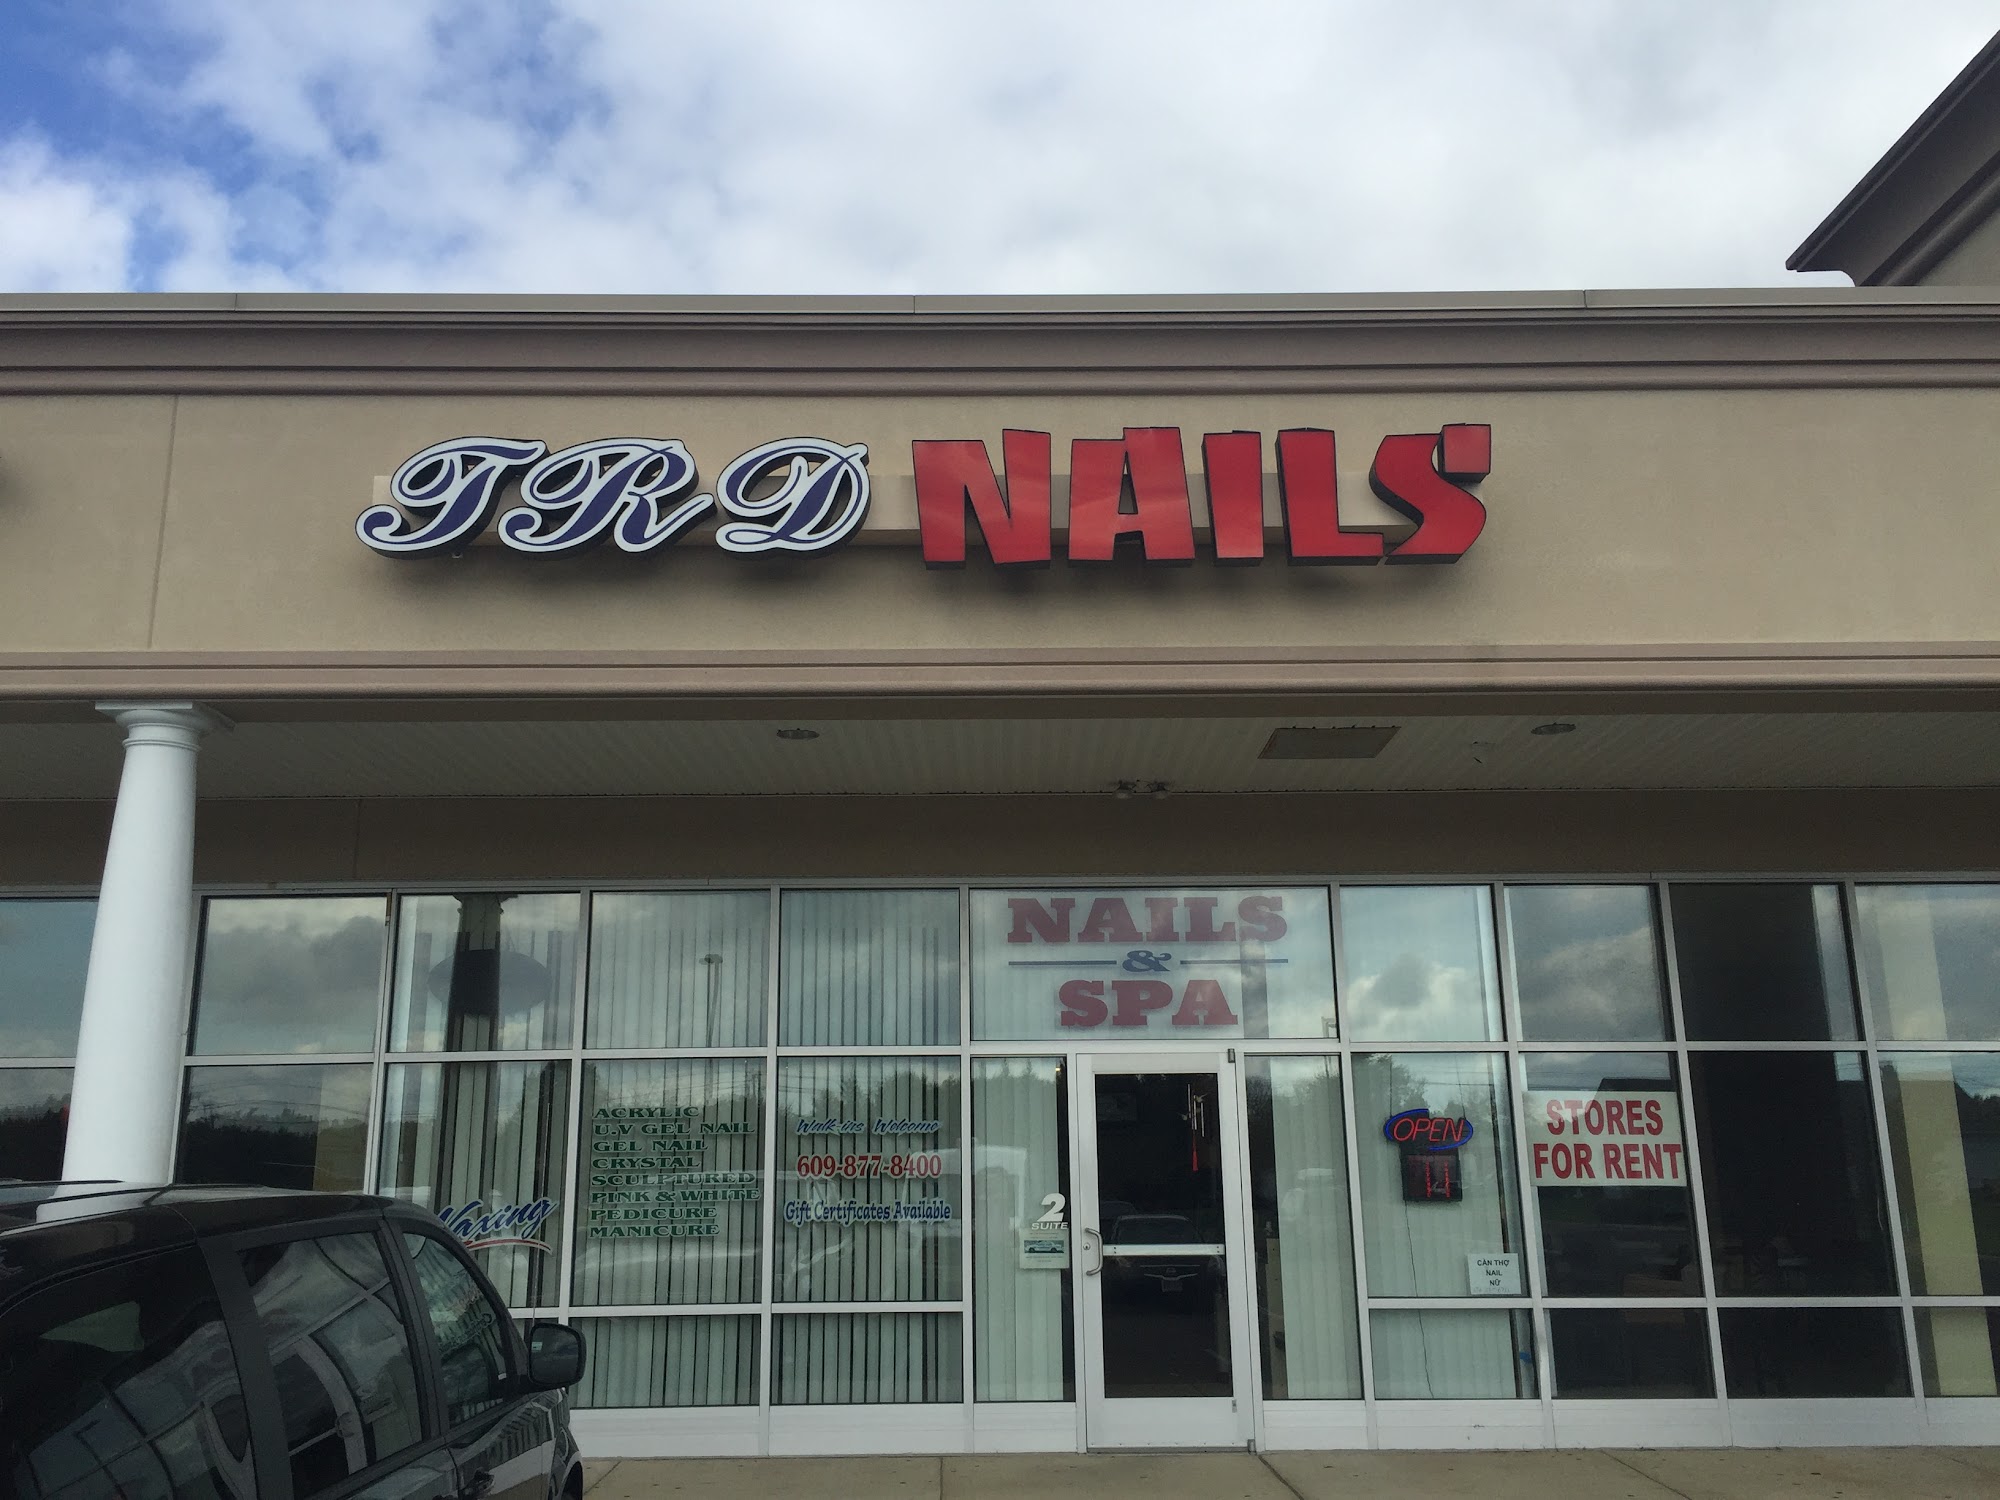 TRD NAILS
NAILS
&
SPA
ACRYLIC
U.V GEL NAIL
GEL NAIL
CRYSTAL
SCULPTURED
PINK & WHITE
PEDICURE
MANICURE
Waxing
Walk-ins Welcome
609-877-8400
Gift Certificates Available
2
SUITE
OPEN
STORES
FOR RENT
CẦN THỢ
NAIL
NỮ